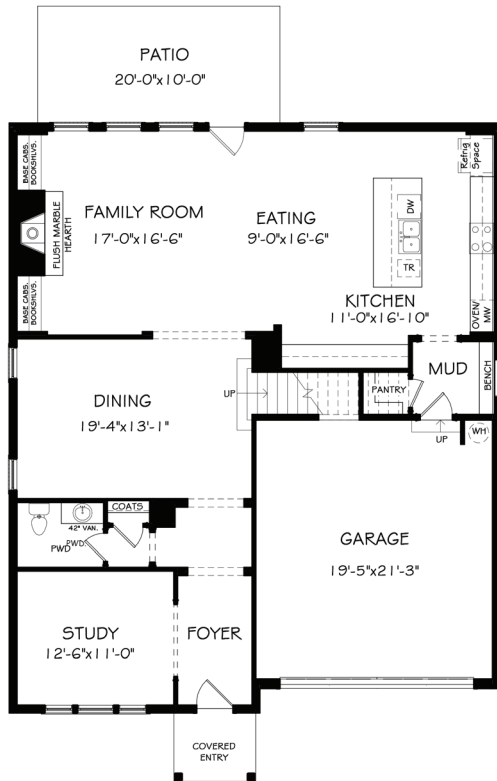 PATIO
20'-0"x10'-0"
BASE CABS.
BOOKSHLVS.
Refrig
Space
FAMILY ROOM
17'-0"x16'-6"
EATING
9'-0"x16'-6"
DW
FLUSH MARBLE
HEARTH
TR
BASE CABS.
BOOKSHLVS.
KITCHEN
11'-0"x16'-10"
OVEN/
MW
MUD
BENCH
PANTRY
UP
DINING
19'-4"x13'-1"
UP
WH
COATS
42" VAN.
PWD.
PWD
GARAGE
19'-5"x21'-3"
STUDY
12'-6"x11'-0"
FOYER
COVERED
ENTRY